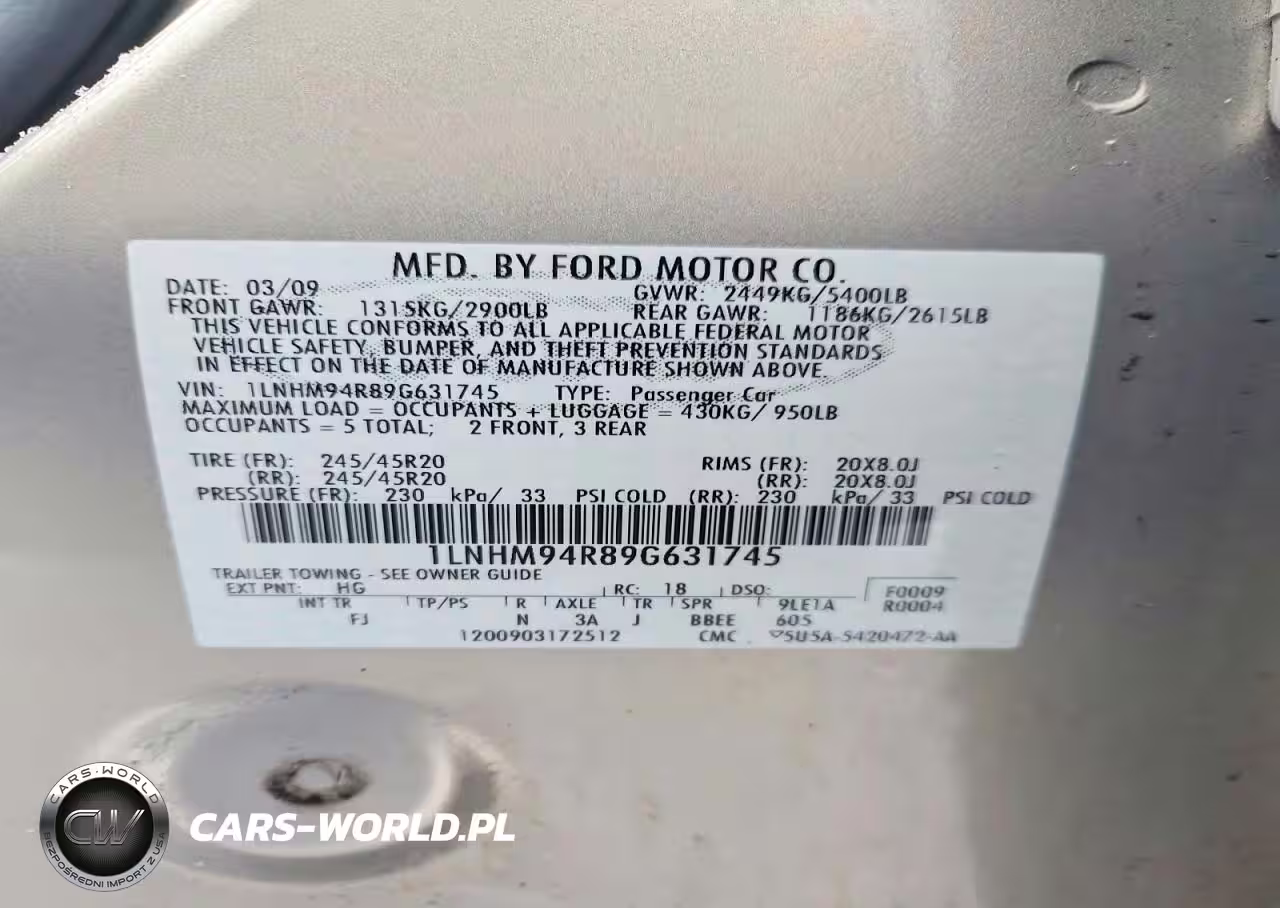 MFD. BY FORD MOTOR CO.
DATE: 03/09 GVWR: 2449KG/5400LB
FRONT GAWR: 1315KG/2900LB REAR GAWR: 1186KG/2615LB
THIS VEHICLE CONFORMS TO ALL APPLICABLE FEDERAL MOTOR
VEHICLE SAFETY, BUMPER, AND THEFT PREVENTION STANDARDS
IN EFFECT ON THE DATE OF MANUFACTURE SHOWN ABOVE.
VIN: 1LNHM94R89G631745 TYPE: Passenger Car
MAXIMUM LOAD = OCCUPANTS + LUGGAGE = 430KG/ 950LB
OCCUPANTS = 5 TOTAL; 2 FRONT, 3 REAR
TIRE (FR): 245/45R20 RIMS (FR): 20X8.0J
(RR): 245/45R20 (RR): 20X8.0J
PRESSURE (FR): 230 kPa/ 33 PSI COLD (RR): 230 kPa/ 33 PSI COLD
1LNHM94R89G631745
TRAILER TOWING - SEE OWNER GUIDE
EXT PNT: HG RC: 18 DSO: F0009
INT TR TP/PS R AXLE TR SPR 9LE1A R0004
FJ N 3A J BBEE 605
1200903172512 CMC 5U5A-5420472-AA
CARS-WORLD
CW
BEZPOŚREDNI IMPORT Z USA
CARS-WORLD.PL